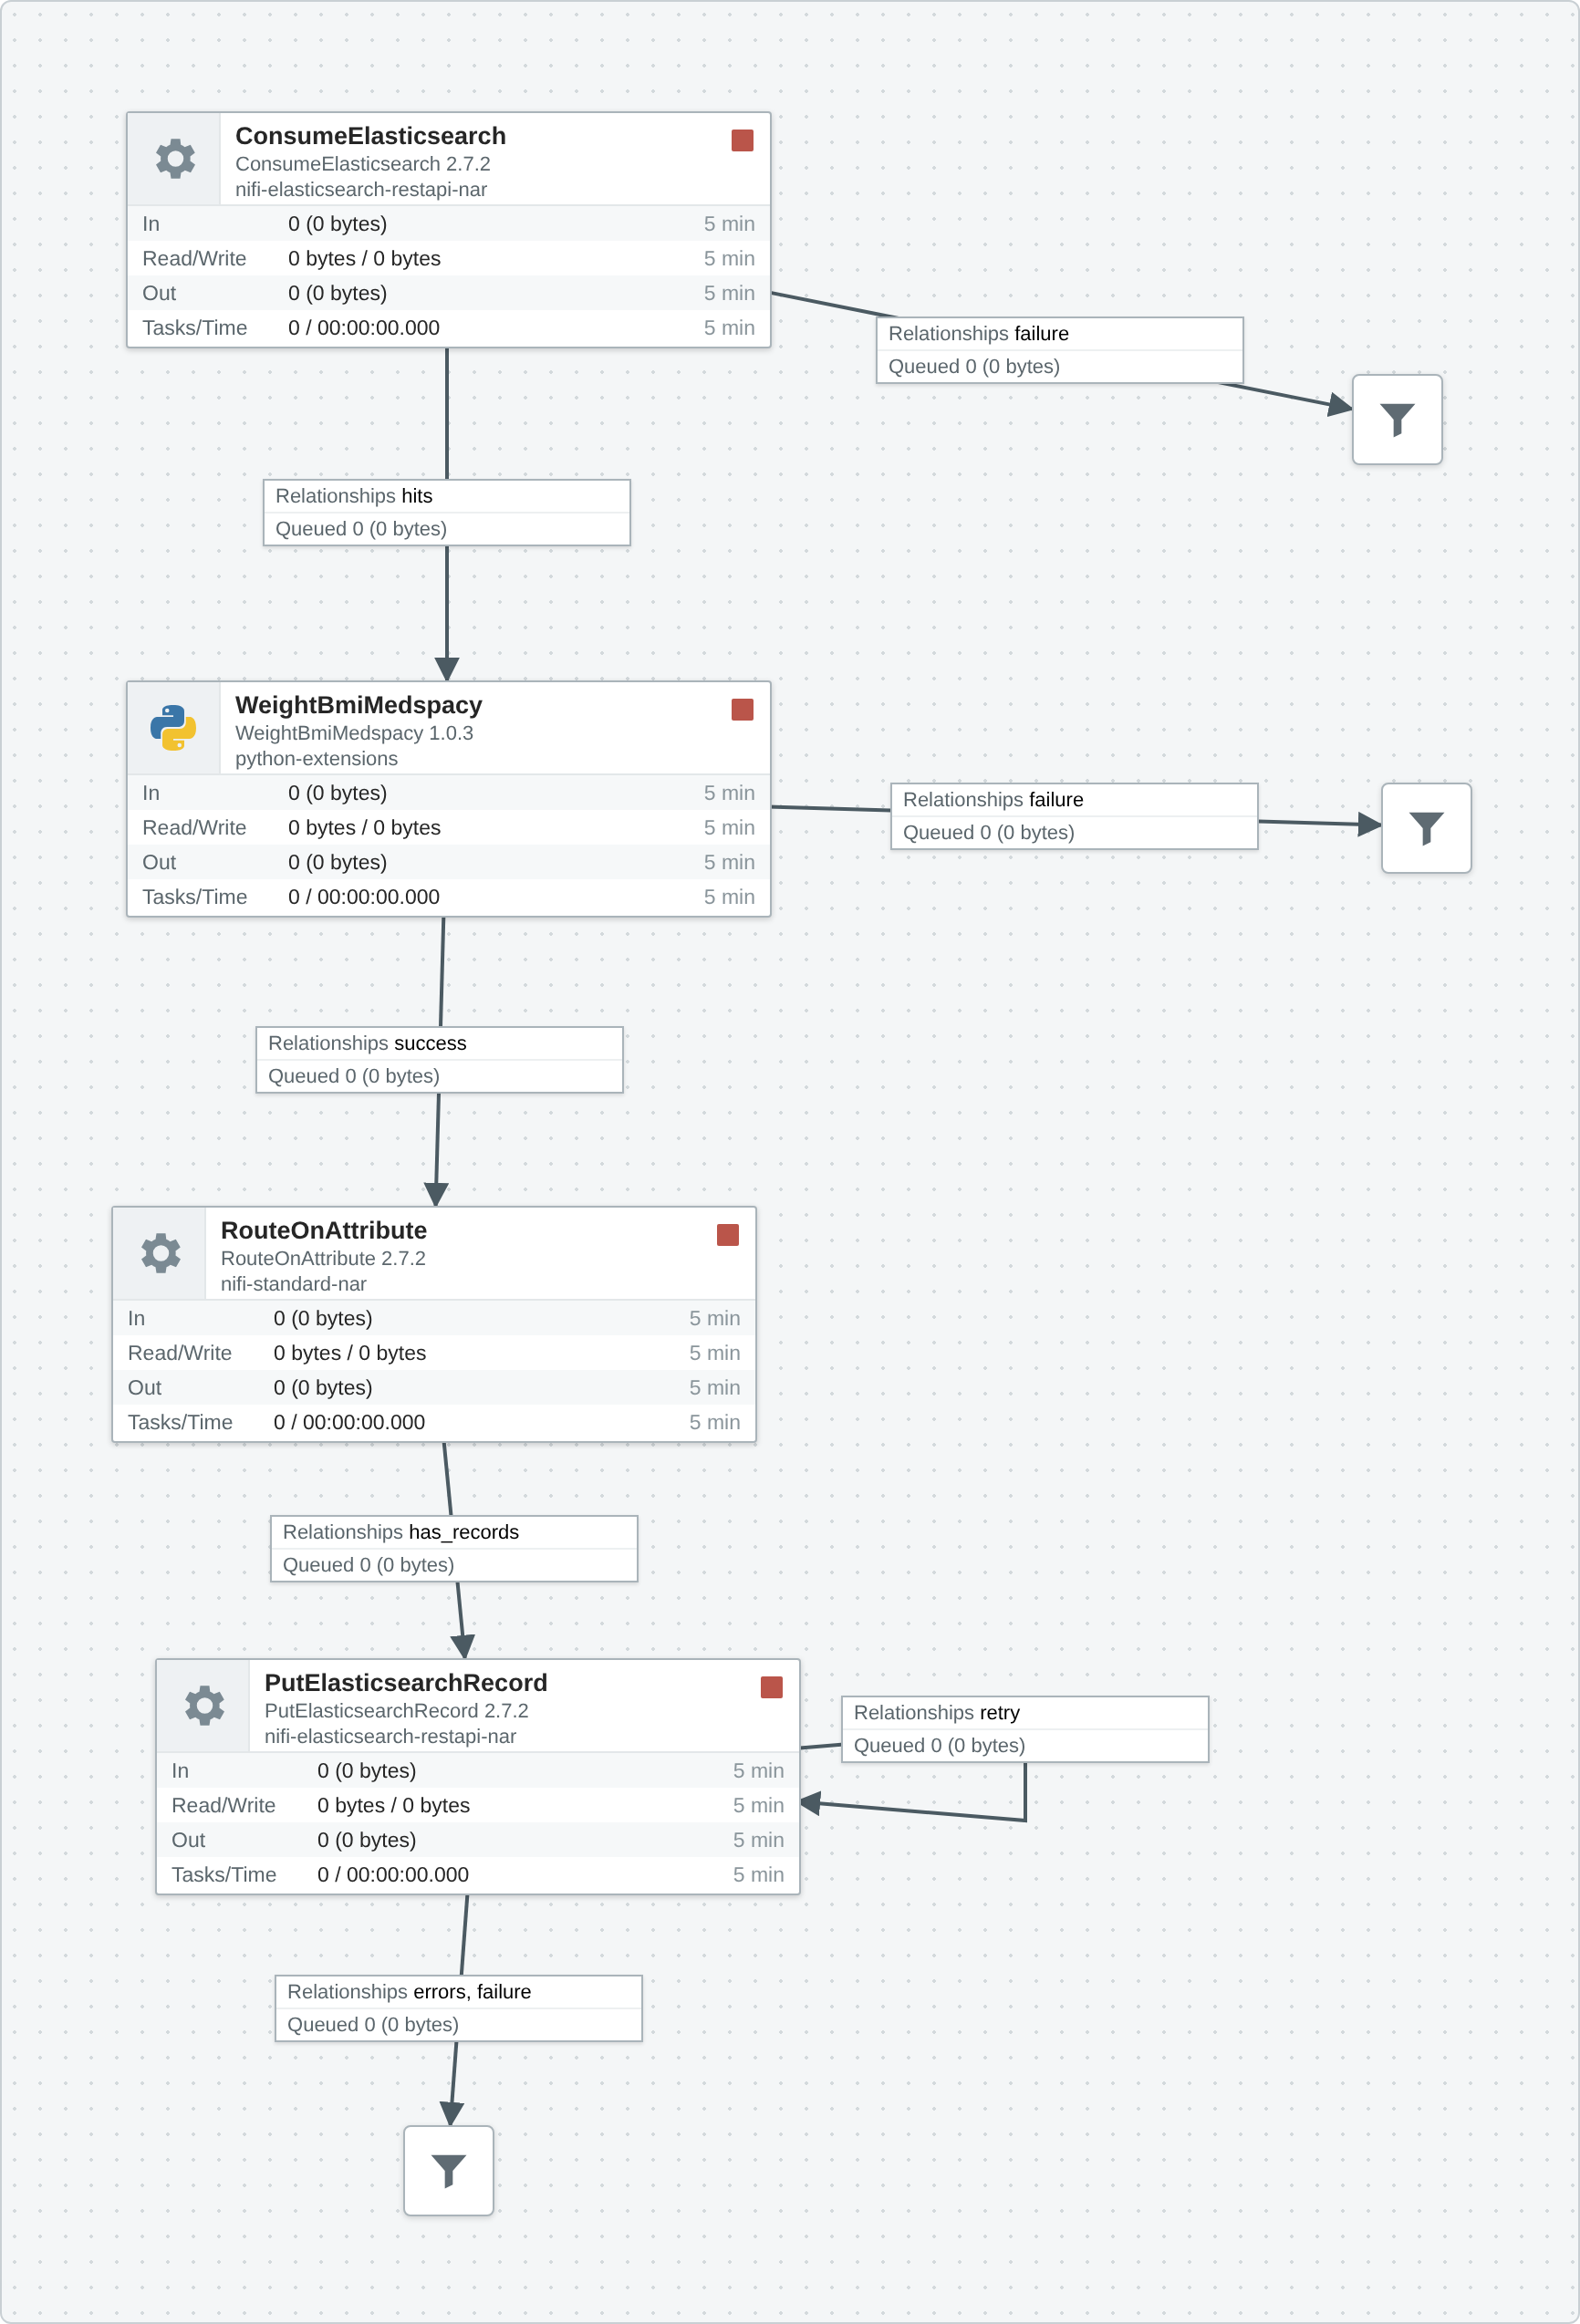 ConsumeElasticsearch
ConsumeElasticsearch 2.7.2
nifi-elasticsearch-restapi-nar
In 0 (0 bytes) 5 min
Read/Write 0 bytes / 0 bytes 5 min
Out 0 (0 bytes) 5 min
Tasks/Time 0 / 00:00:00.000 5 min
Relationships failure
Queued 0 (0 bytes)
Relationships hits
Queued 0 (0 bytes)
WeightBmiMedspacy
WeightBmiMedspacy 1.0.3
python-extensions
In 0 (0 bytes) 5 min
Read/Write 0 bytes / 0 bytes 5 min
Out 0 (0 bytes) 5 min
Tasks/Time 0 / 00:00:00.000 5 min
Relationships failure
Queued 0 (0 bytes)
Relationships success
Queued 0 (0 bytes)
RouteOnAttribute
RouteOnAttribute 2.7.2
nifi-standard-nar
In 0 (0 bytes) 5 min
Read/Write 0 bytes / 0 bytes 5 min
Out 0 (0 bytes) 5 min
Tasks/Time 0 / 00:00:00.000 5 min
Relationships has_records
Queued 0 (0 bytes)
PutElasticsearchRecord
PutElasticsearchRecord 2.7.2
nifi-elasticsearch-restapi-nar
In 0 (0 bytes) 5 min
Read/Write 0 bytes / 0 bytes 5 min
Out 0 (0 bytes) 5 min
Tasks/Time 0 / 00:00:00.000 5 min
Relationships retry
Queued 0 (0 bytes)
Relationships errors, failure
Queued 0 (0 bytes)